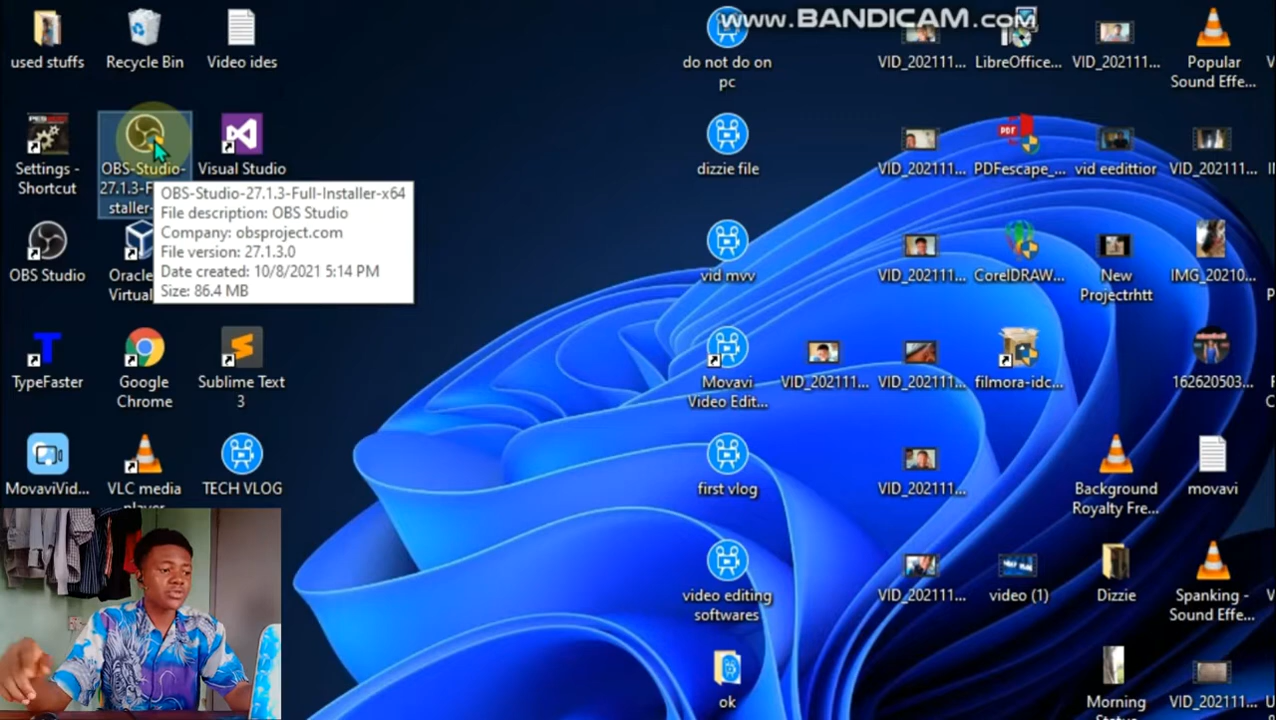 www.BANDICAM.com
used stuffs
Recycle Bin
Video ides
do not do on
pc
VID_202111...
LibreOffice...
VID_202111...
Popular
Sound Effe...
Settings -
Shortcut
OBS-Studio-
27.1.3-F
staller-
Visual Studio
OBS-Studio-27.1.3-Full-Installer-x64
File description: OBS Studio
Company: obsproject.com
File version: 27.1.3.0
Date created: 10/8/2021 5:14 PM
Size: 86.4 MB
dizzie file
VID_202111...
PDFescape_...
vid eedittior
VID_202111...
OBS Studio
Oracle
Virtual
vid mvv
VID_202111...
CorelDRAW...
New
Projectrhtt
IMG_20210...
TypeFaster
Google
Chrome
Sublime Text
3
Movavi
Video Edit...
VID_202111...
VID_202111...
filmora-idc...
162620503...
MovaviVid...
VLC media
player
TECH VLOG
first vlog
VID_202111...
Background
Royalty Fre...
movavi
video editing
softwares
VID_202111...
video (1)
Dizzie
Spanking -
Sound Effe...
ok
Morning
VID_202111...